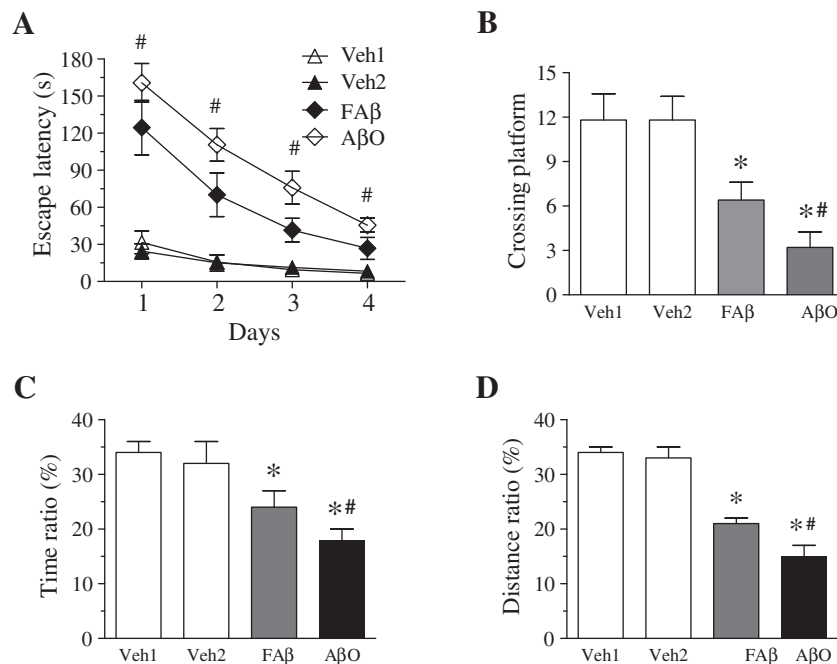 A
Escape latency (s)
180
150
120
90
60
30
0
# # # #
Veh1
Veh2
FAβ
AβO
1 2 3 4
Days
B
Crossing platform
15
12
9
6
3
0
*
*#
Veh1 Veh2 FAβ AβO
C
Time ratio (%)
40
30
20
10
0
*
*#
Veh1 Veh2 FAβ AβO
D
Distance ratio (%)
40
30
20
10
0
*
*#
Veh1 Veh2 FAβ AβO